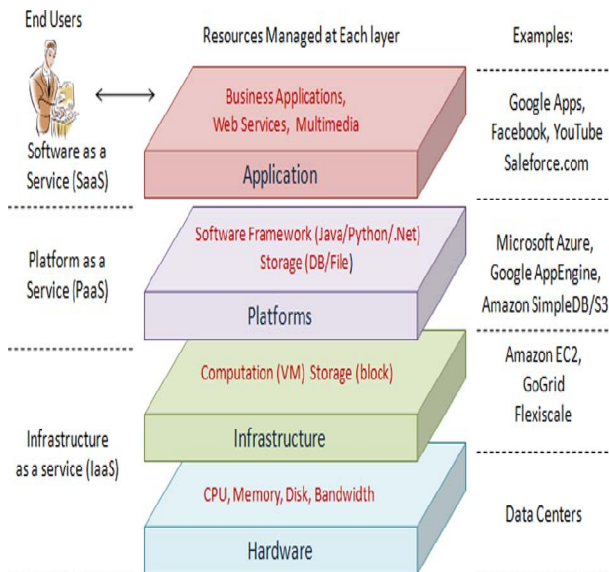 End Users
Resources Managed at Each layer
Examples:
Business Applications,
Web Services, Multimedia
Application
Software as a
Service (SaaS)
Google Apps,
Facebook, YouTube
Saleforce.com
Software Framework (Java/Python/.Net)
Storage (DB/File)
Platforms
Platform as a
Service (PaaS)
Microsoft Azure,
Google AppEngine,
Amazon SimpleDB/S3
Computation (VM) Storage (block)
Infrastructure
Amazon EC2,
GoGrid
Flexiscale
Infrastructure
as a service (IaaS)
CPU, Memory, Disk, Bandwidth
Hardware
Data Centers